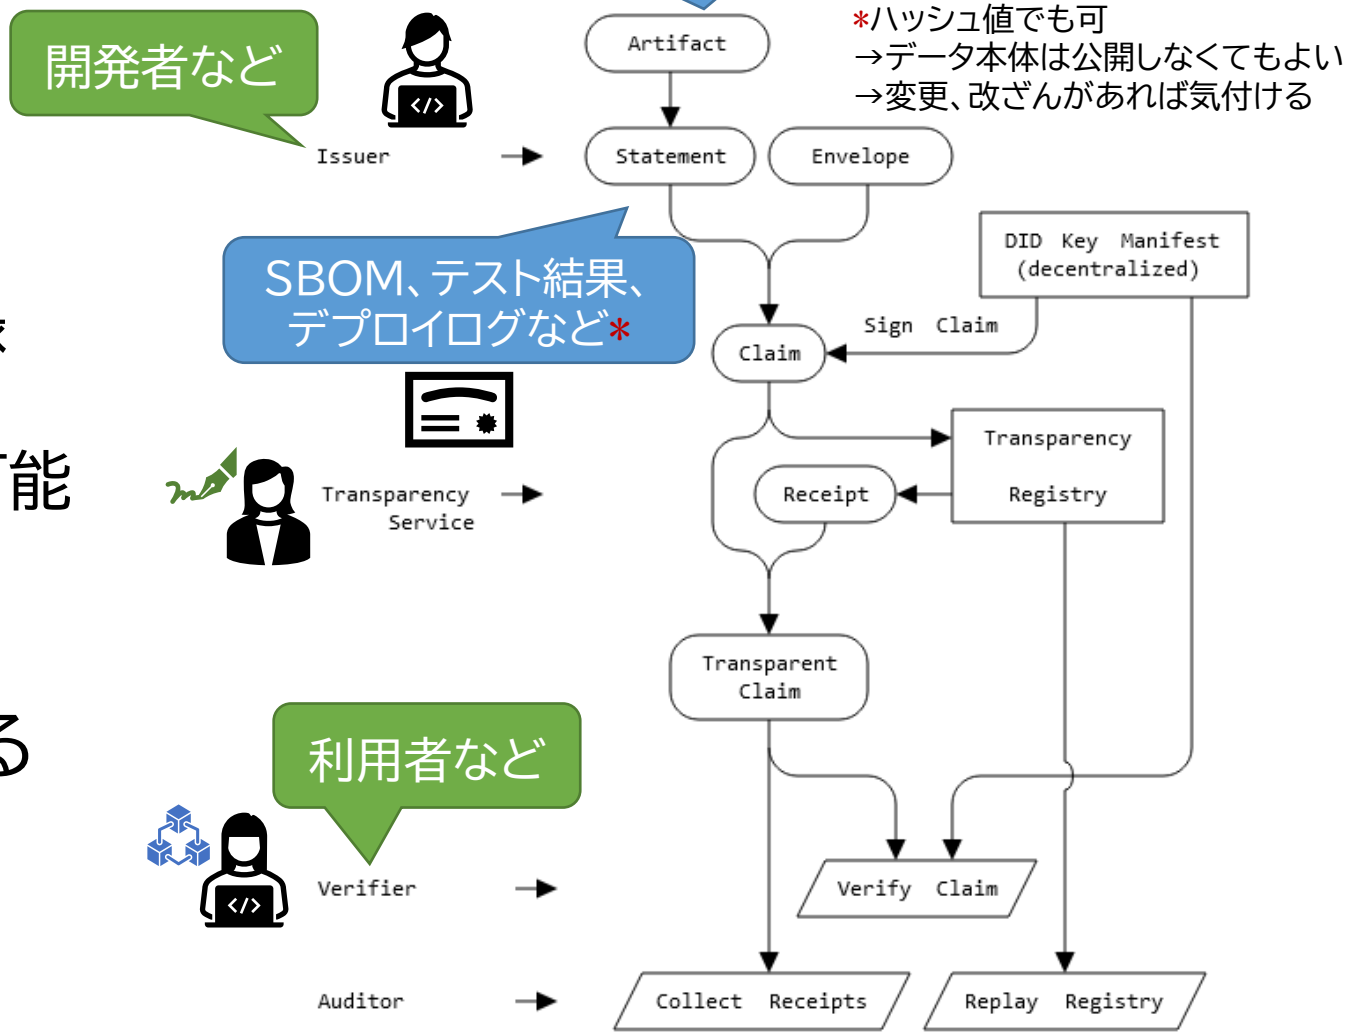 *ハッシュ値でも可
→データ本体は公開しなくてもよい
→変更、改ざんがあれば気付ける
開発者など
Artifact
Issuer
Statement
Envelope
DID Key Manifest
(decentralized)
SBOM、テスト結果、
デプロイログなど*
Sign Claim
Claim
可能
Transparency
Service
Transparency
Registry
Receipt
Transparent
Claim
る
利用者など
Verifier
Verify Claim
Auditor
Collect Receipts
Replay Registry